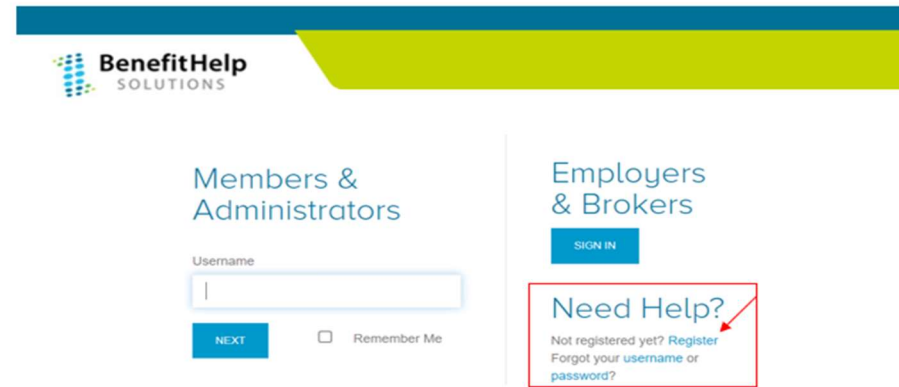 BenefitHelp
SOLUTIONS
Members &
Administrators
Username
NEXT
Remember Me
Employers
& Brokers
SIGN IN
Need Help?
Not registered yet? Register
Forgot your username or
password?